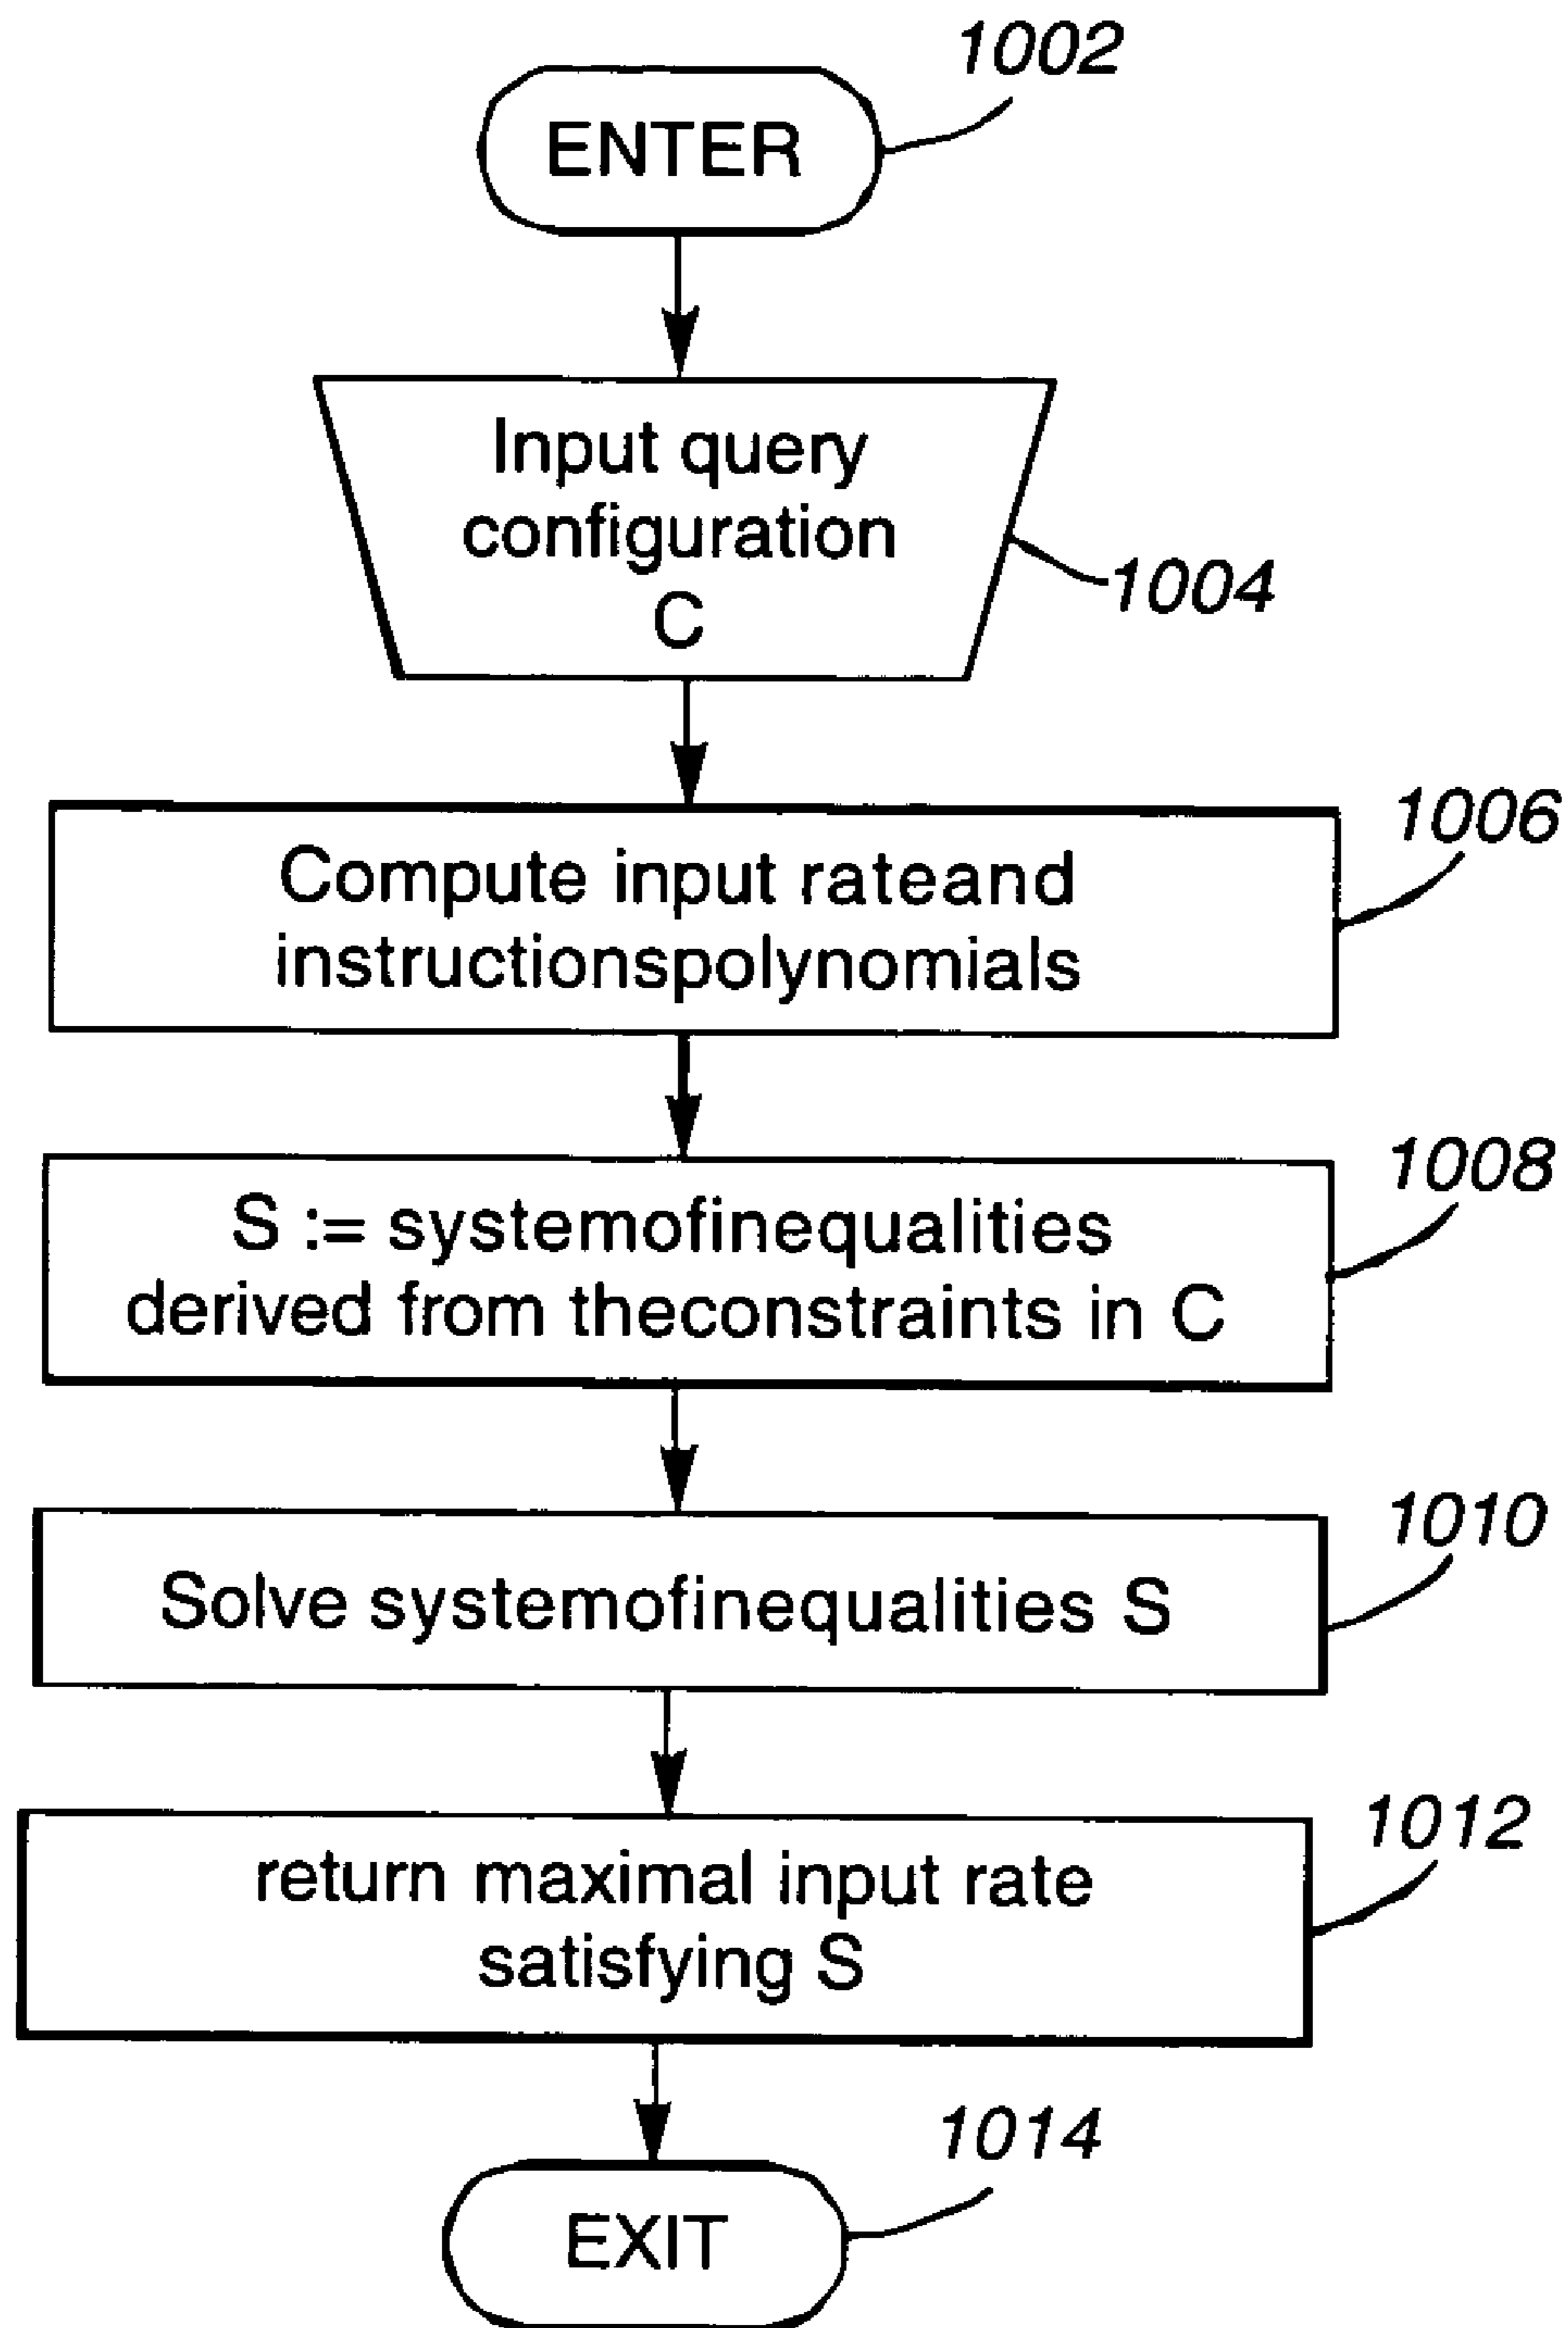 1002
ENTER
Input query
configuration
C
1004
1006
Compute input rateand
instructionspolynomials
1008
S := systemofinequalities
derived from theconstraints in C
1010
Solve systemofinequalities S
1012
return maximal input rate
satisfying S
1014
EXIT